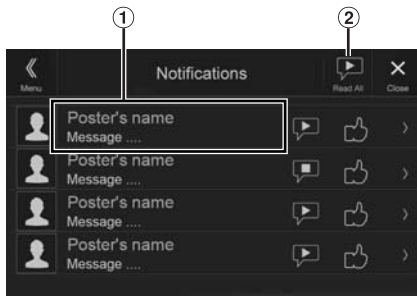 ① ②
Notifications
Menu Read All Close
Poster's name
Message ....
Poster's name
Message ....
Poster's name
Message ....
Poster's name
Message ....